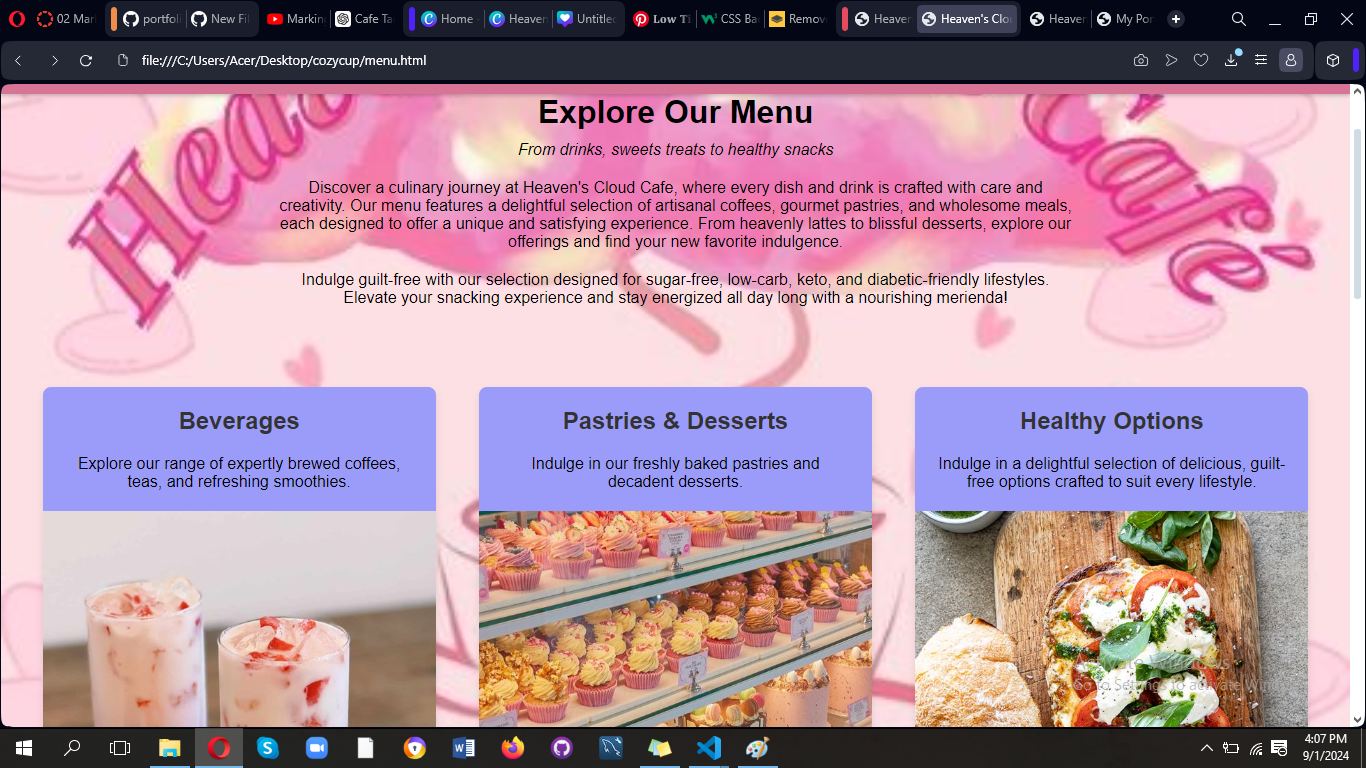 02 Marl
portfoli
New Fil
Markin
Cafe Ta
Home -
Heaven
Untitled
Low Ti
CSS Ba
Remov
Heaven
Heaven's Clo
Heaven
My Por
file:///C:/Users/Acer/Desktop/cozycup/menu.html
Café
Explore Our Menu
From drinks, sweets treats to healthy snacks
Discover a culinary journey at Heaven's Cloud Cafe, where every dish and drink is crafted with care and
creativity. Our menu features a delightful selection of artisanal coffees, gourmet pastries, and wholesome meals,
each designed to offer a unique and satisfying experience. From heavenly lattes to blissful desserts, explore our
offerings and find your new favorite indulgence.
Indulge guilt-free with our selection designed for sugar-free, low-carb, keto, and diabetic-friendly lifestyles.
Elevate your snacking experience and stay energized all day long with a nourishing merienda!
Beverages
Explore our range of expertly brewed coffees,
teas, and refreshing smoothies.
Pastries & Desserts
Indulge in our freshly baked pastries and
decadent desserts.
Healthy Options
Indulge in a delightful selection of delicious, guilt-
free options crafted to suit every lifestyle.
Activate Windows
Go to Settings to activate Windows.
4:07 PM
9/1/2024